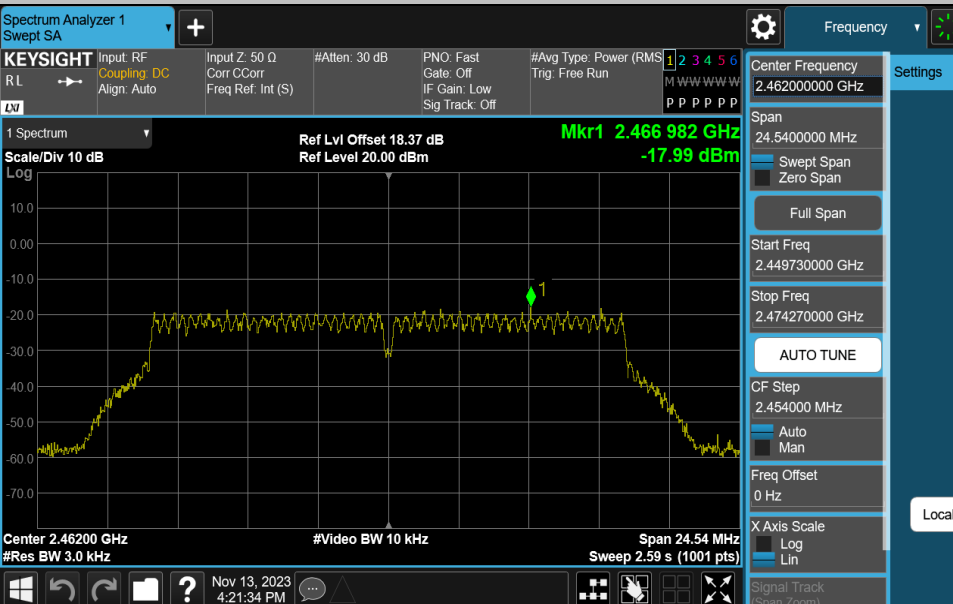 Spectrum Analyzer 1
Swept SA
Frequency
KEYSIGHT
RL
LXI
Input: RF
Coupling: DC
Align: Auto
Input Z: 50 Ω
Corr CCorr
Freq Ref: Int (S)
#Atten: 30 dB
PNO: Fast
Gate: Off
IF Gain: Low
Sig Track: Off
#Avg Type: Power (RMS
Trig: Free Run
1 2 3 4 5 6
M W W W W W
P P P P P P
1 Spectrum
Scale/Div 10 dB
Log
Ref Lvl Offset 18.37 dB
Ref Level 20.00 dBm
Mkr1 2.466 982 GHz
-17.99 dBm
10.0
0.00
-10.0
-20.0
-30.0
-40.0
-50.0
-60.0
-70.0
1
Center 2.46200 GHz
#Res BW 3.0 kHz
#Video BW 10 kHz
Span 24.54 MHz
Sweep 2.59 s (1001 pts)
Nov 13, 2023
4:21:34 PM
?
Center Frequency
2.462000000 GHz
Span
24.5400000 MHz
Swept Span
Zero Span
Full Span
Start Freq
2.449730000 GHz
Stop Freq
2.474270000 GHz
AUTO TUNE
CF Step
2.454000 MHz
Auto
Man
Freq Offset
0 Hz
X Axis Scale
Log
Lin
Signal Track
(Span Zoom)
Settings
Local